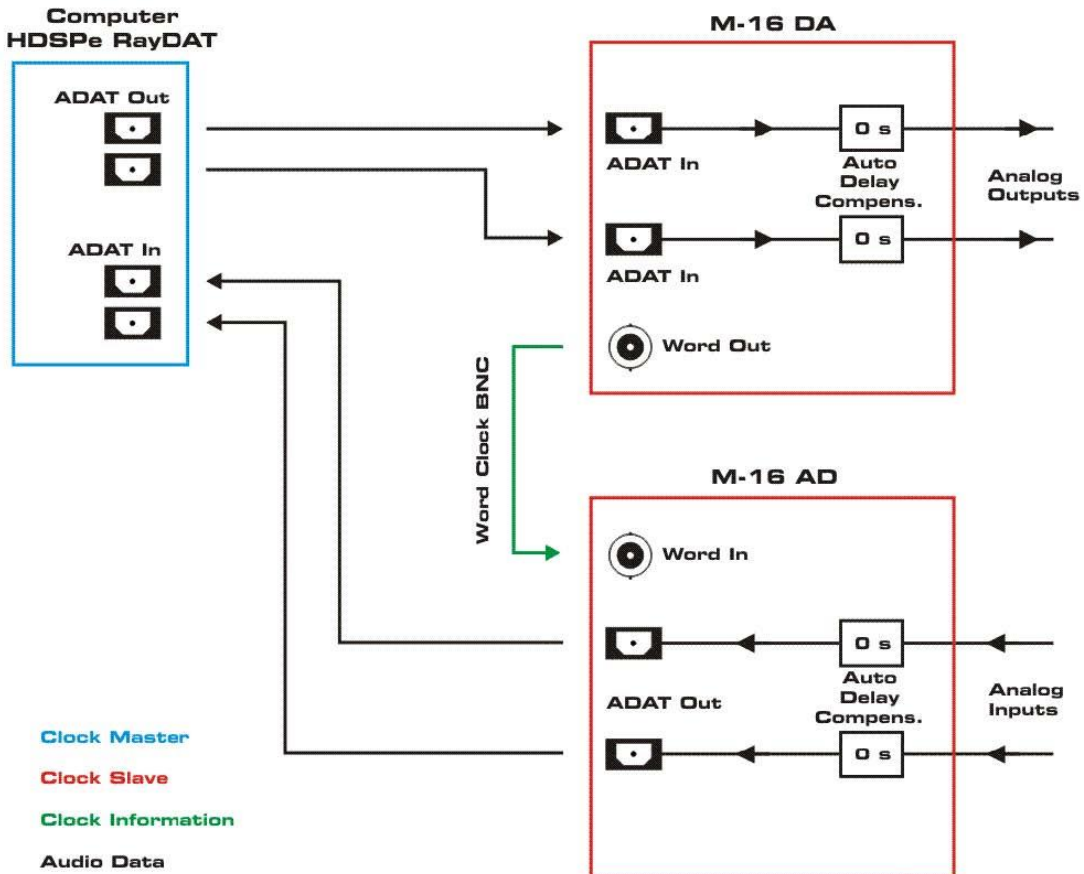 Computer
HDSPe RayDAT
ADAT Out
ADAT In
M-16 DA
ADAT In
0 s
Auto
Delay
Compens.
Analog
Outputs
ADAT In
0 s
Word Out
Word Clock BNC
M-16 AD
Word In
0 s
Auto
Delay
Compens.
ADAT Out
Analog
Inputs
0 s
Clock Master
Clock Slave
Clock Information
Audio Data